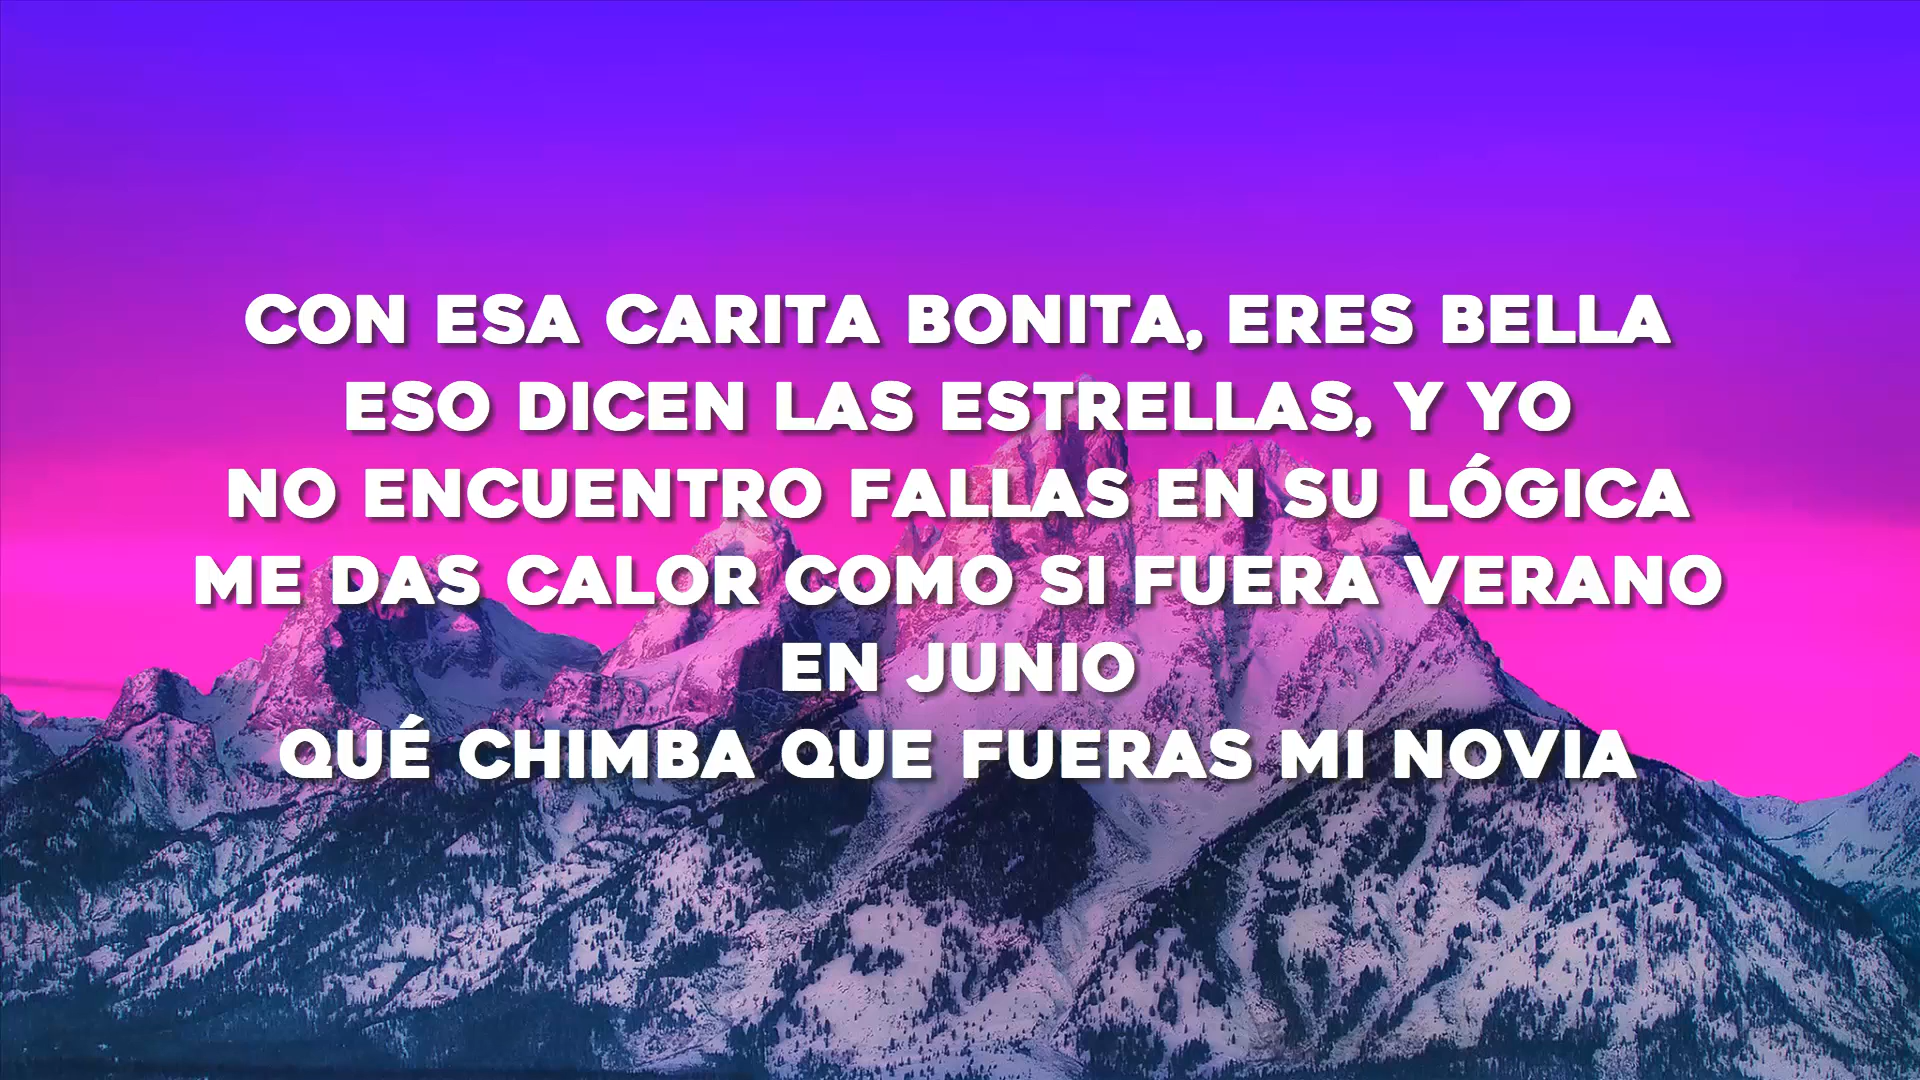 CON ESA CARITA BONITA, ERES BELLA
ESO DICEN LAS ESTRELLAS, Y YO
NO ENCUENTRO FALLAS EN SU LÓGICA
ME DAS CALOR COMO SI FUERA VERANO
EN JUNIO
QUÉ CHIMBA QUE FUERAS MI NOVIA